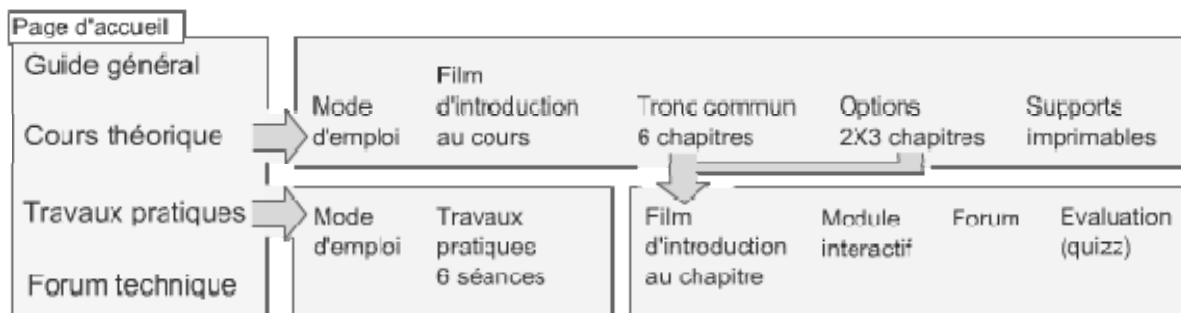 Page d'accueil
Guide général
Cours théorique
Travaux pratiques
Forum technique
Mode
d'emploi
Film
d'introduction
au cours
Tronc commun
6 chapitres
Options
2X3 chapitres
Supports
imprimables
Mode
d'emploi
Travaux
pratiques
6 séances
Film
d'introduction
au chapitre
Module
interactif
Forum
Evaluation
(quizz)